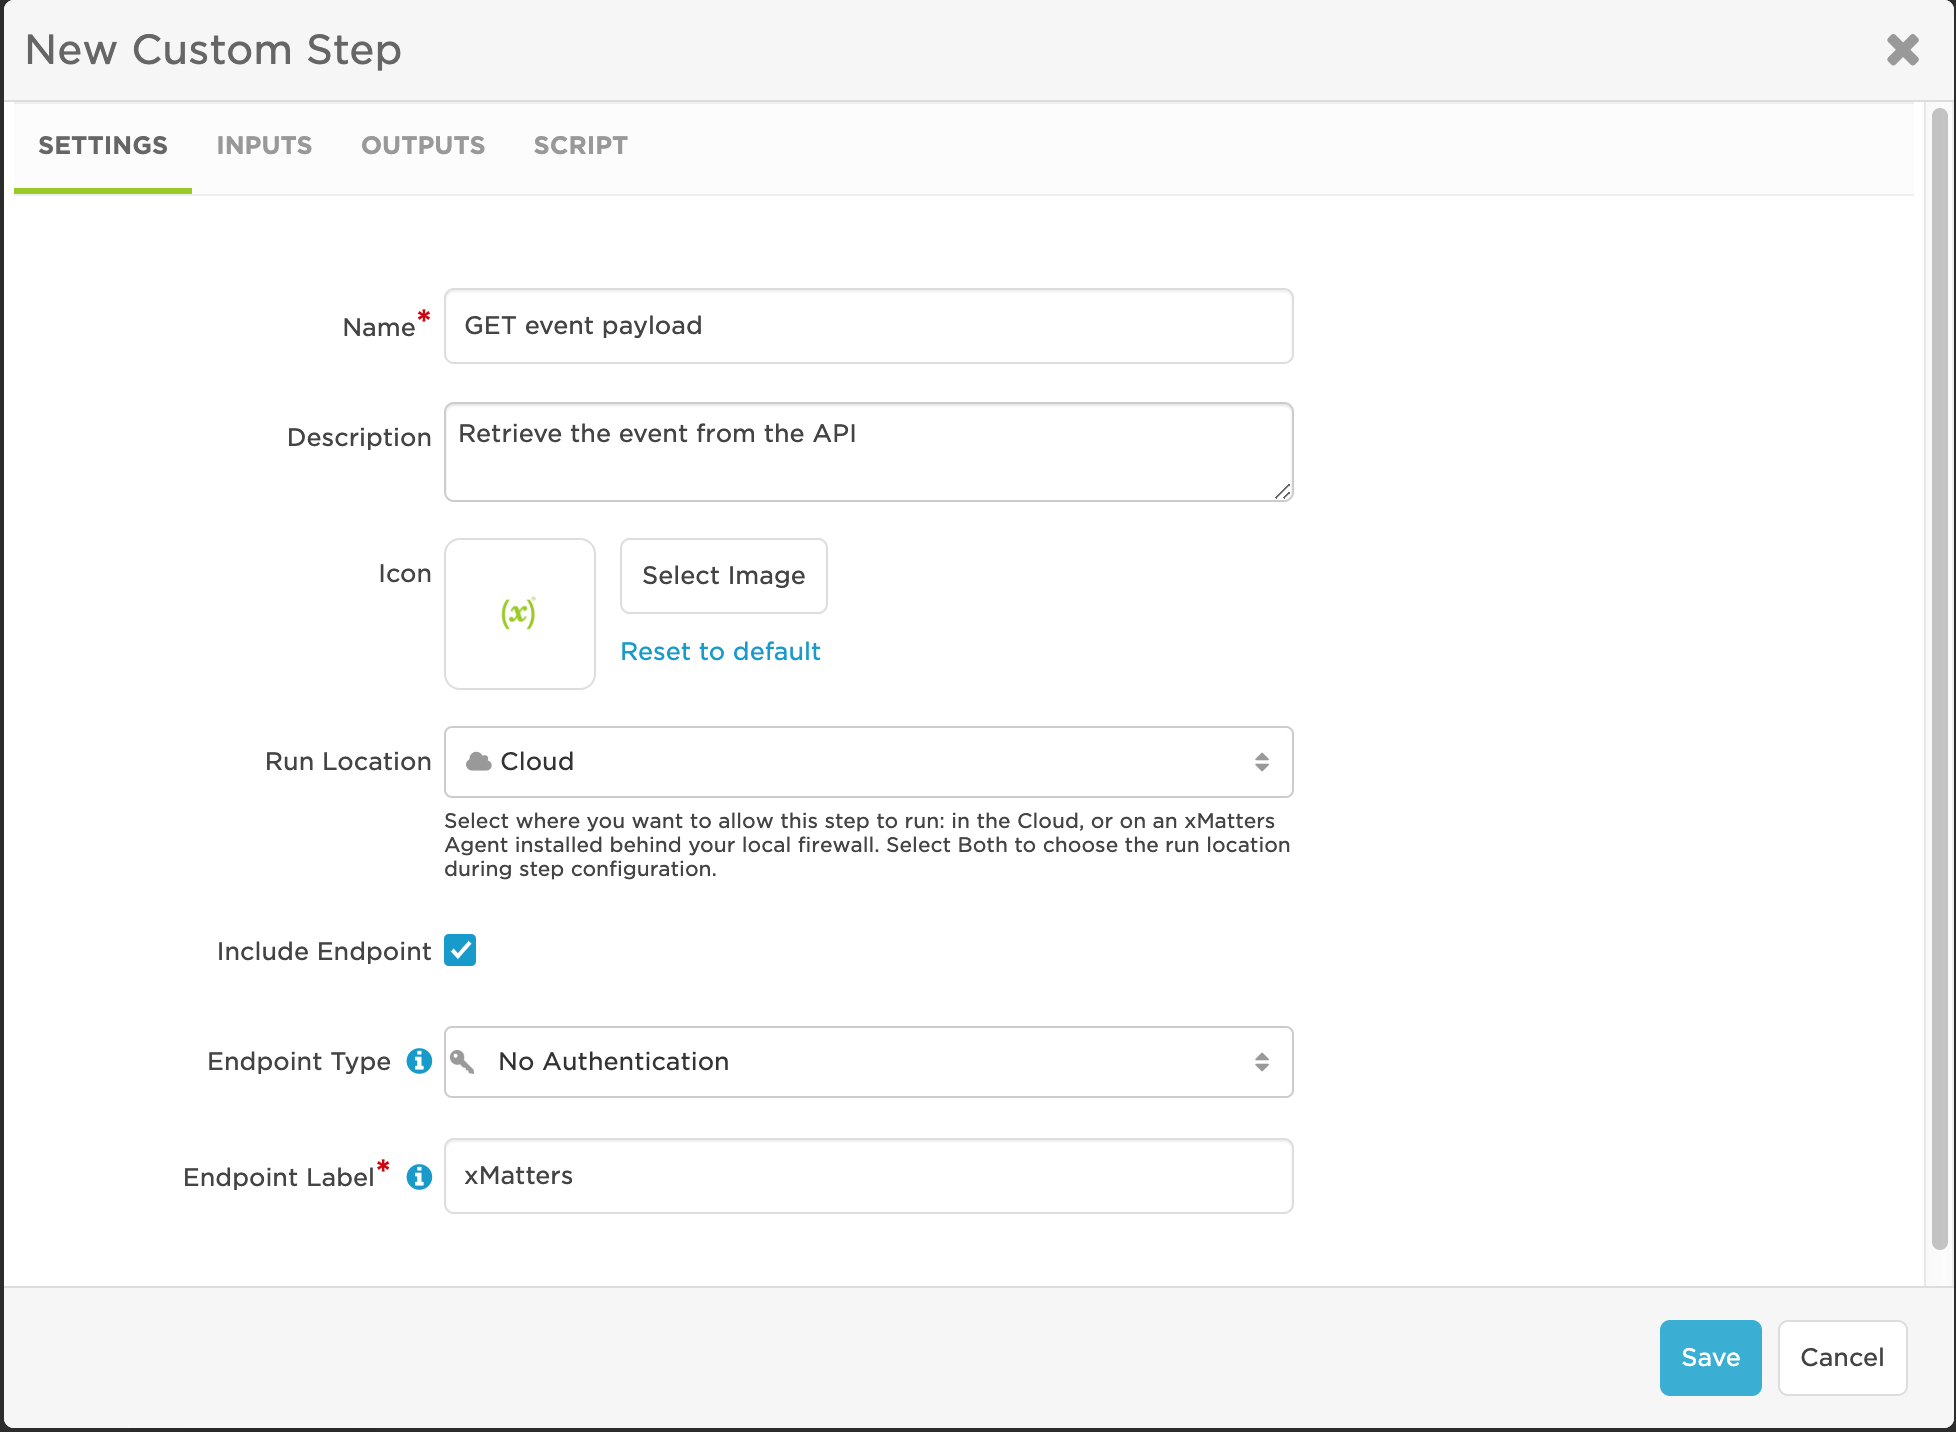 New Custom Step
SETTINGS INPUTS OUTPUTS SCRIPT
Name* GET event payload
Description Retrieve the event from the API
Icon (x) Select Image
Reset to default
Run Location Cloud
Select where you want to allow this step to run: in the Cloud, or on an xMatters
Agent installed behind your local firewall. Select Both to choose the run location
during step configuration.
Include Endpoint
Endpoint Type i No Authentication
Endpoint Label* i xMatters
Save Cancel